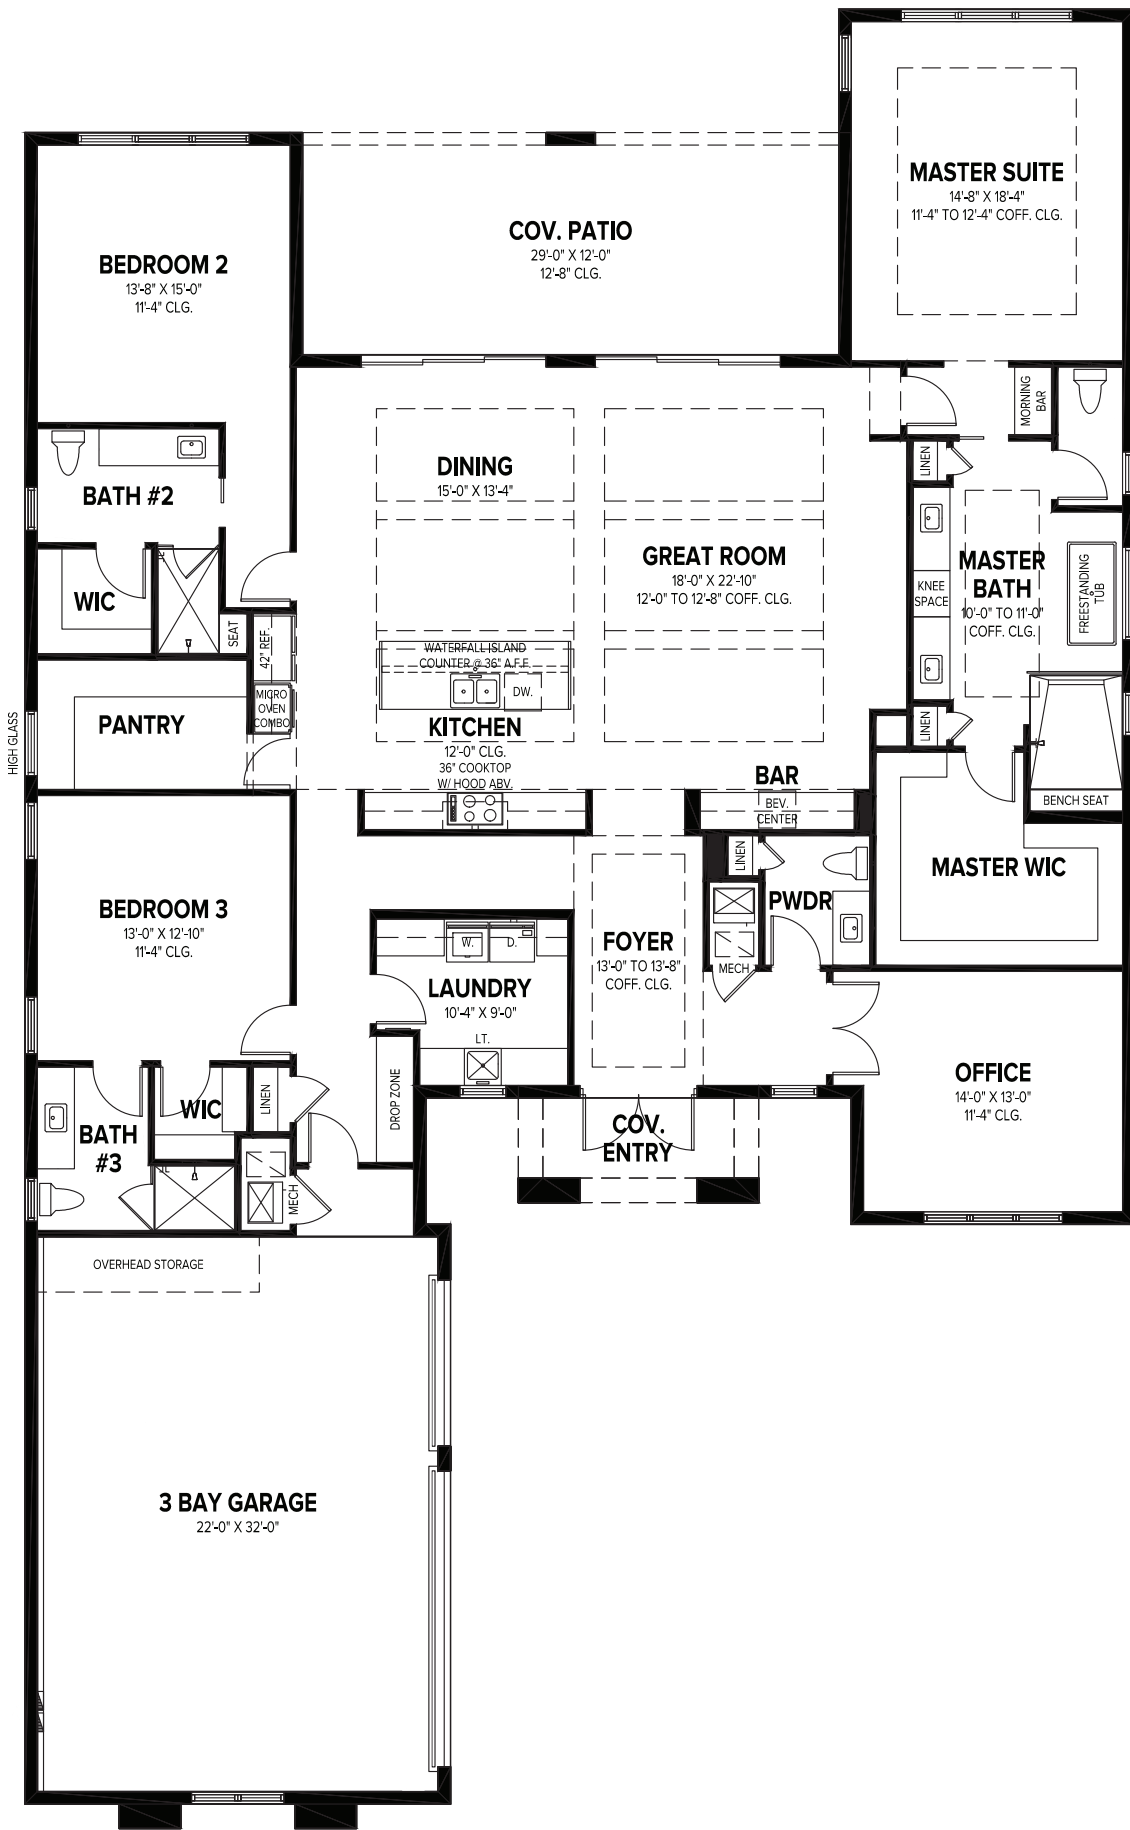 MASTER SUITE
14'-8" X 18'-4"
11'-4" TO 12'-4" COFF. CLG.
COV. PATIO
29'-0" X 12'-0"
12'-8" CLG.
BEDROOM 2
13'-8" X 15'-0"
11'-4" CLG.
MORNING
BAR
LINEN
DINING
15'-0" X 13'-4"
BATH #2
GREAT ROOM
18'-0" X 22'-10"
12'-0" TO 12'-8" COFF. CLG.
MASTER
BATH
10'-0" TO 11'-0"
COFF. CLG.
KNEE
SPACE
FREESTANDING
TUB
WIC
SEAT
42" REF.
WATERFALL ISLAND
COUNTER @ 36" A.F.F.
DW.
MICRO
OVEN
COMBO
PANTRY
HIGH GLASS
KITCHEN
12'-0" CLG.
36" COOKTOP
W/ HOOD ABV.
LINEN
BAR
BEV.
CENTER
BENCH SEAT
LINEN
MASTER WIC
PWDR
BEDROOM 3
13'-0" X 12'-10"
11'-4" CLG.
W.
D.
FOYER
13'-0" TO 13'-8"
COFF. CLG.
MECH
LAUNDRY
10'-4" X 9'-0"
LT.
OFFICE
14'-0" X 13'-0"
11'-4" CLG.
WIC
LINEN
DROP ZONE
BATH
#3
COV.
ENTRY
MECH
OVERHEAD STORAGE
3 BAY GARAGE
22'-0" X 32'-0"